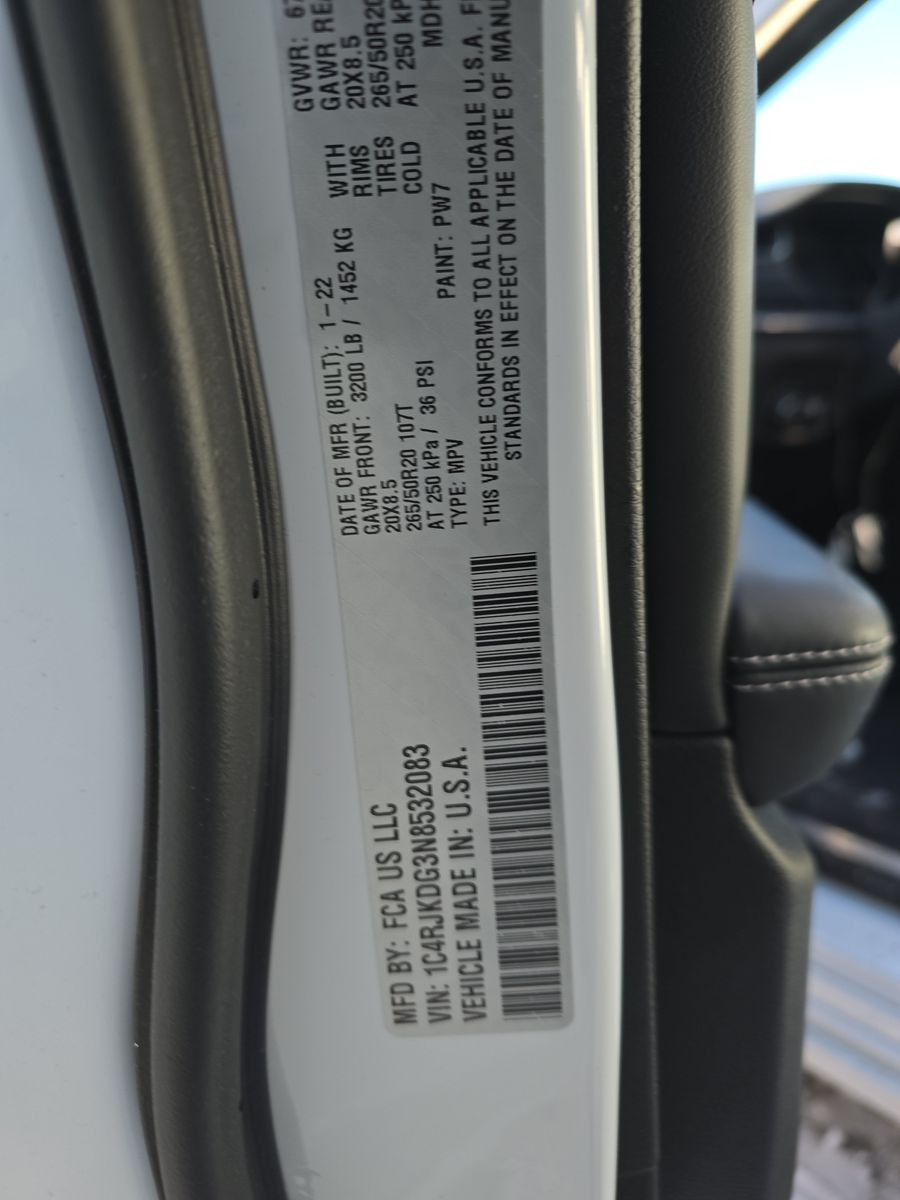 MFD BY: FCA US LLC
VIN: 1C4RJKDG3N8532083
VEHICLE MADE IN: U.S.A.
DATE OF MFR (BUILT): 1-22 GVWR:
GAWR FRONT: 3200 LB / 1452 KG WITH GAWR
20X8.5 RIMS 20X8.5
265/50R20 107T TIRES 265/50R20
AT 250 kPa / 36 PSI COLD AT 250
TYPE: MPV PAINT: PW7
THIS VEHICLE CONFORMS TO ALL APPLICABLE U.S.A.
STANDARDS IN EFFECT ON THE DATE OF